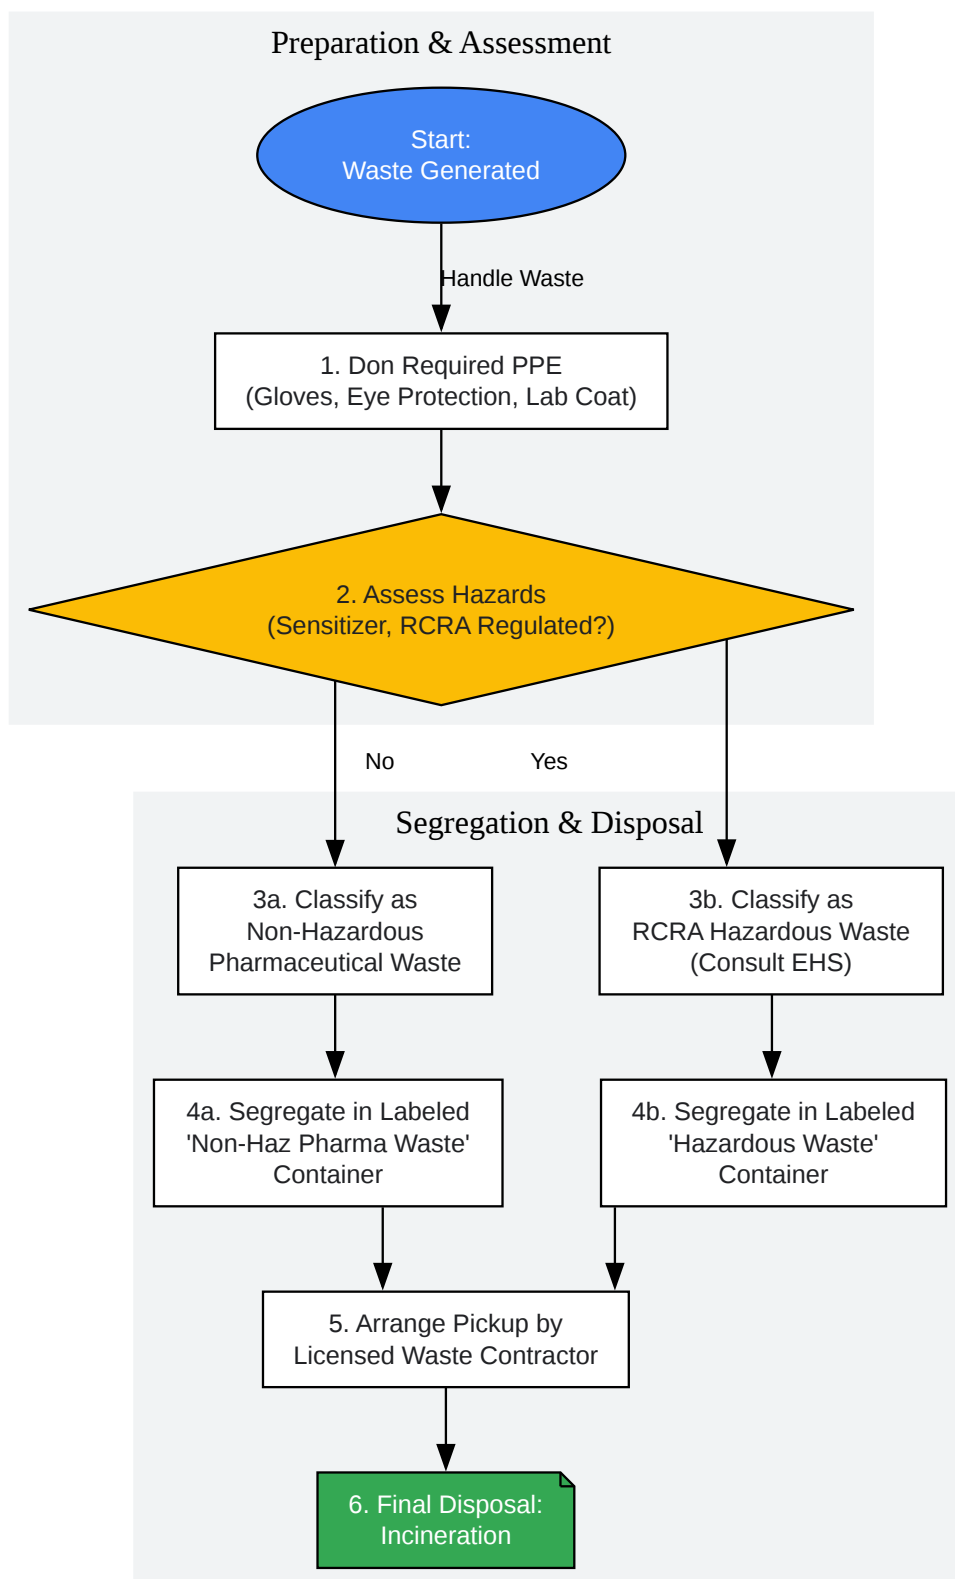 Preparation & Assessment
Start:
Waste Generated
Handle Waste
1. Don Required PPE
(Gloves, Eye Protection, Lab Coat)
2. Assess Hazards
(Sensitizer, RCRA Regulated?)
No
Yes
Segregation & Disposal
3a. Classify as
Non-Hazardous
Pharmaceutical Waste
3b. Classify as
RCRA Hazardous Waste
(Consult EHS)
4a. Segregate in Labeled
'Non-Haz Pharma Waste'
Container
4b. Segregate in Labeled
'Hazardous Waste'
Container
5. Arrange Pickup by
Licensed Waste Contractor
6. Final Disposal:
Incineration